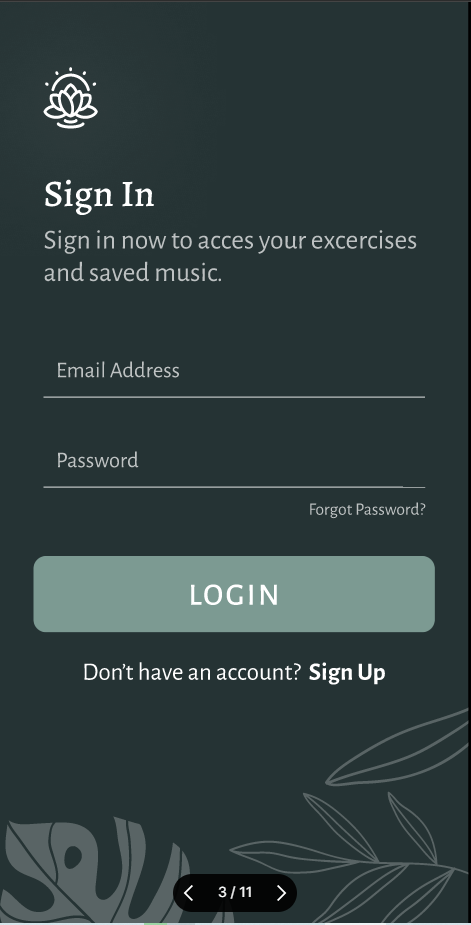 Sign In
Sign in now to acces your excercises
and saved music.
Email Address
Password
Forgot Password?
LOGIN
Don't have an account? Sign Up
3 / 11